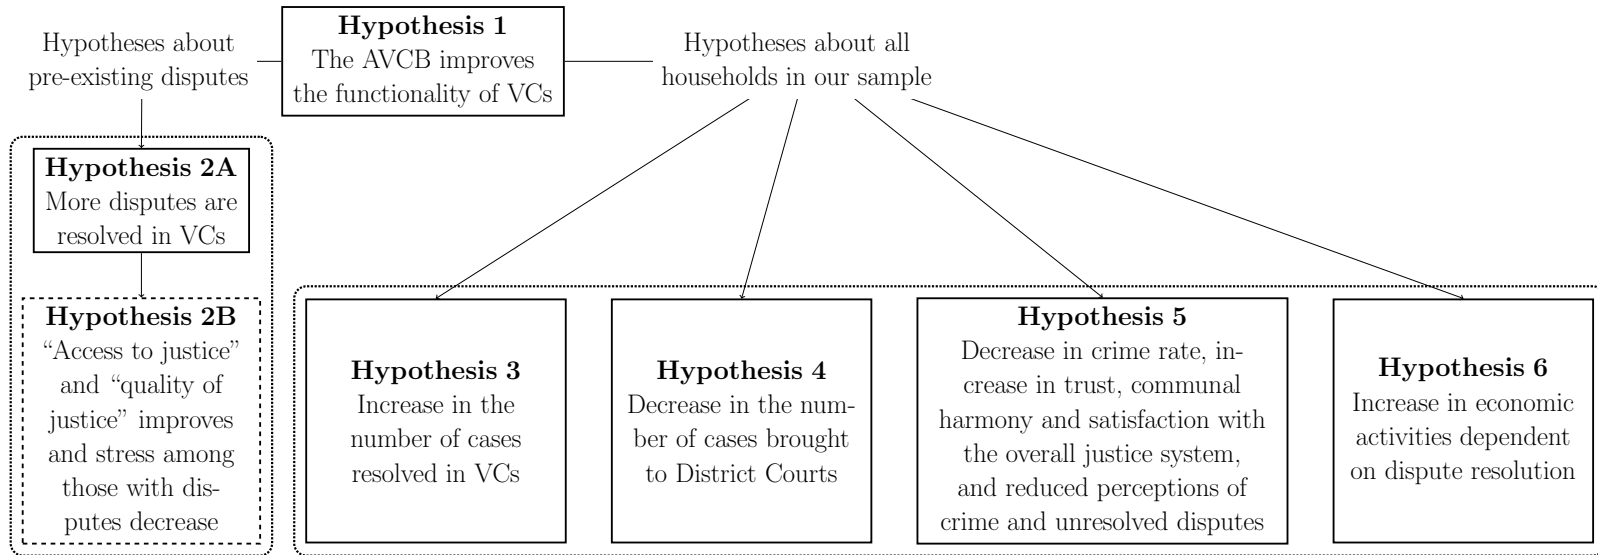 Hypotheses about
pre-existing disputes
Hypothesis 1
The AVCB improves
the functionality of VCs
Hypotheses about all
households in our sample
Hypothesis 2A
More disputes are
resolved in VCs
Hypothesis 2B
“Access to justice”
and “quality of
justice” improves
and stress among
those with dis-
putes decrease
Hypothesis 3
Increase in the
number of cases
resolved in VCs
Hypothesis 4
Decrease in the num-
ber of cases brought
to District Courts
Hypothesis 5
Decrease in crime rate, in-
crease in trust, communal
harmony and satisfaction with
the overall justice system,
and reduced perceptions of
crime and unresolved disputes
Hypothesis 6
Increase in economic
activities dependent
on dispute resolution